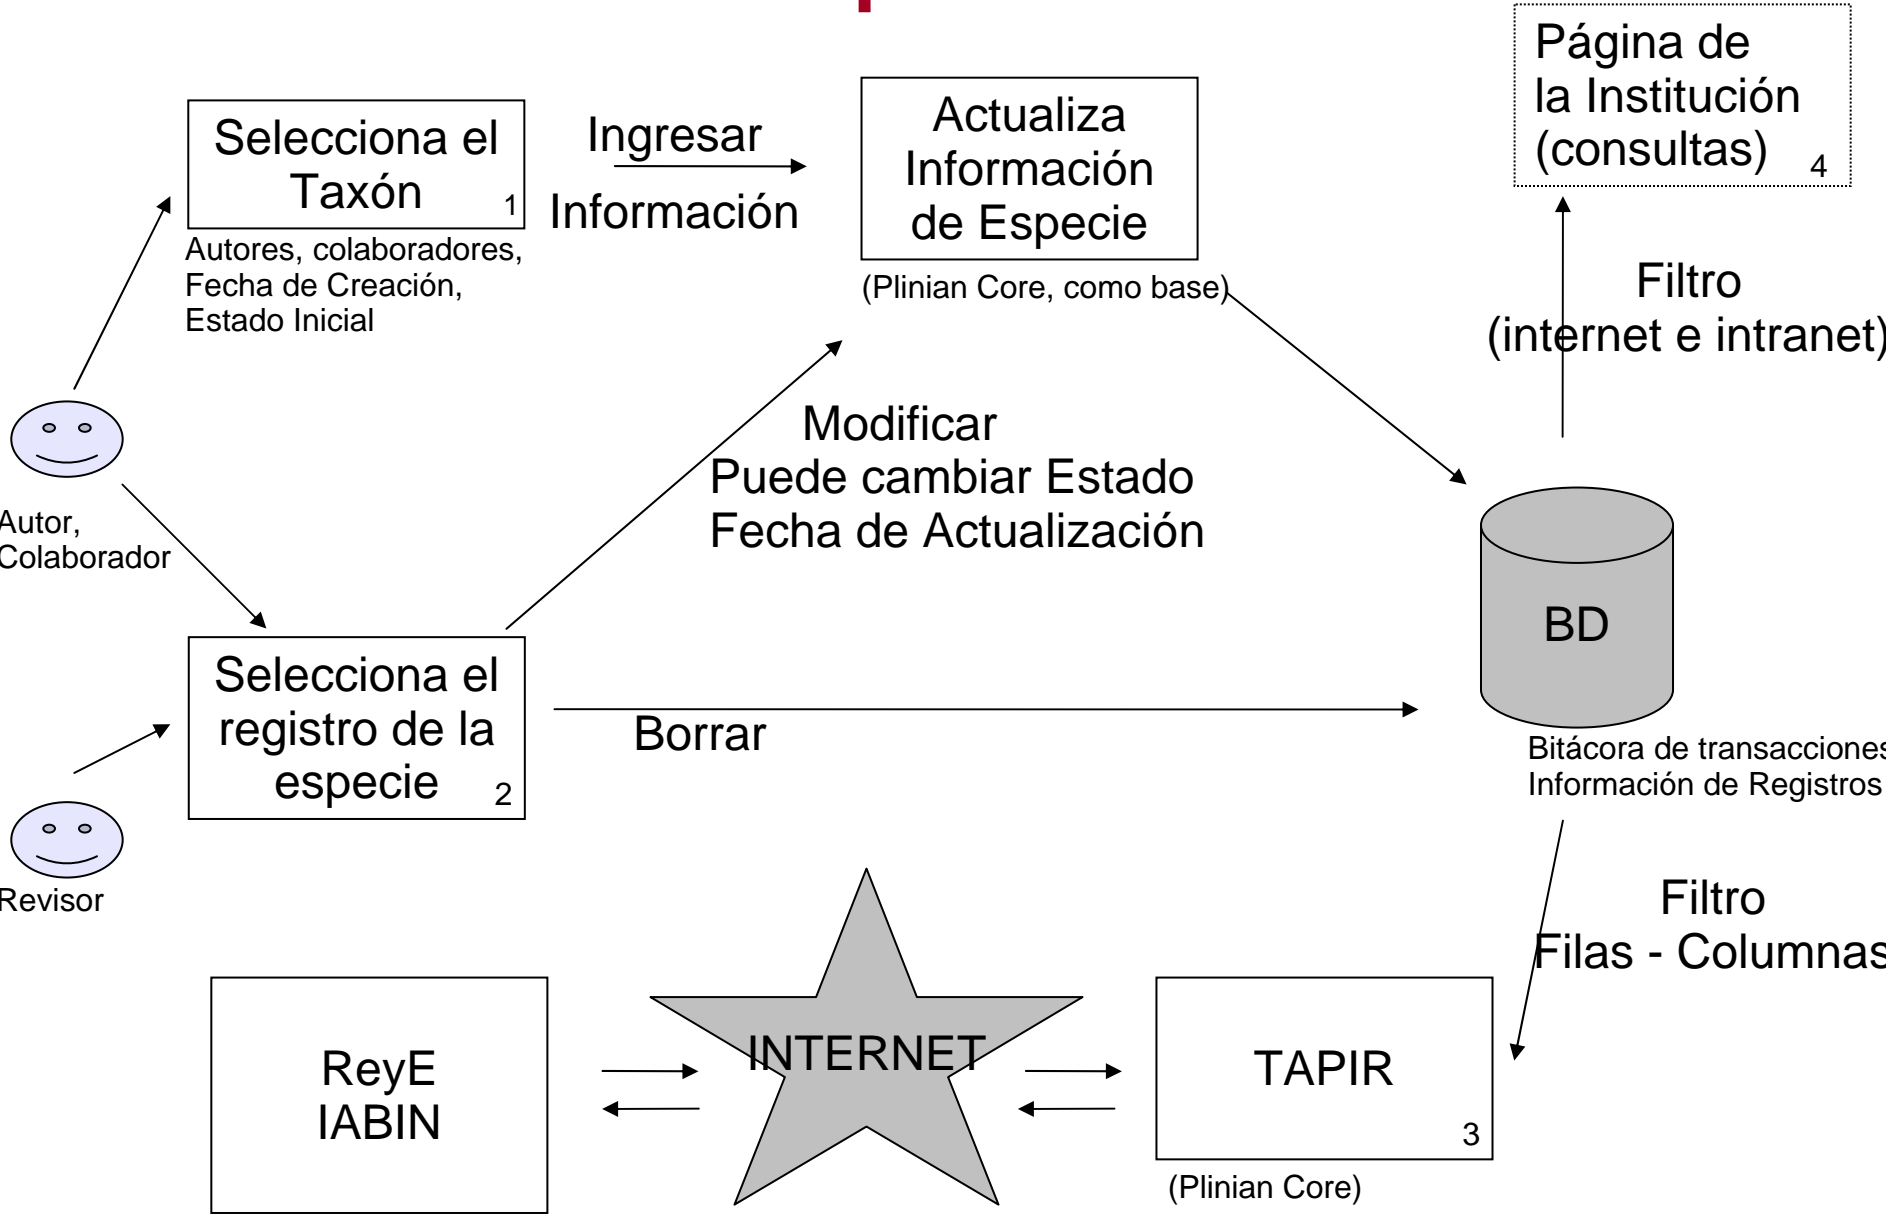 Página de
la Institución
(consultas)
4
Selecciona el
Taxón
1
Autores, colaboradores,
Fecha de Creación,
Estado Inicial
Ingresar
Información
Actualiza
Información
de Especie
(Plinian Core, como base)
Filtro
(internet e intranet)
Autor,
Colaborador
Modificar
Puede cambiar Estado
Fecha de Actualización
BD
Bitácora de transacciones
Información de Registros
Selecciona el
registro de la
especie
2
Borrar
Revisor
Filtro
Filas - Columnas
ReyE
IABIN
INTERNET
TAPIR
3
(Plinian Core)